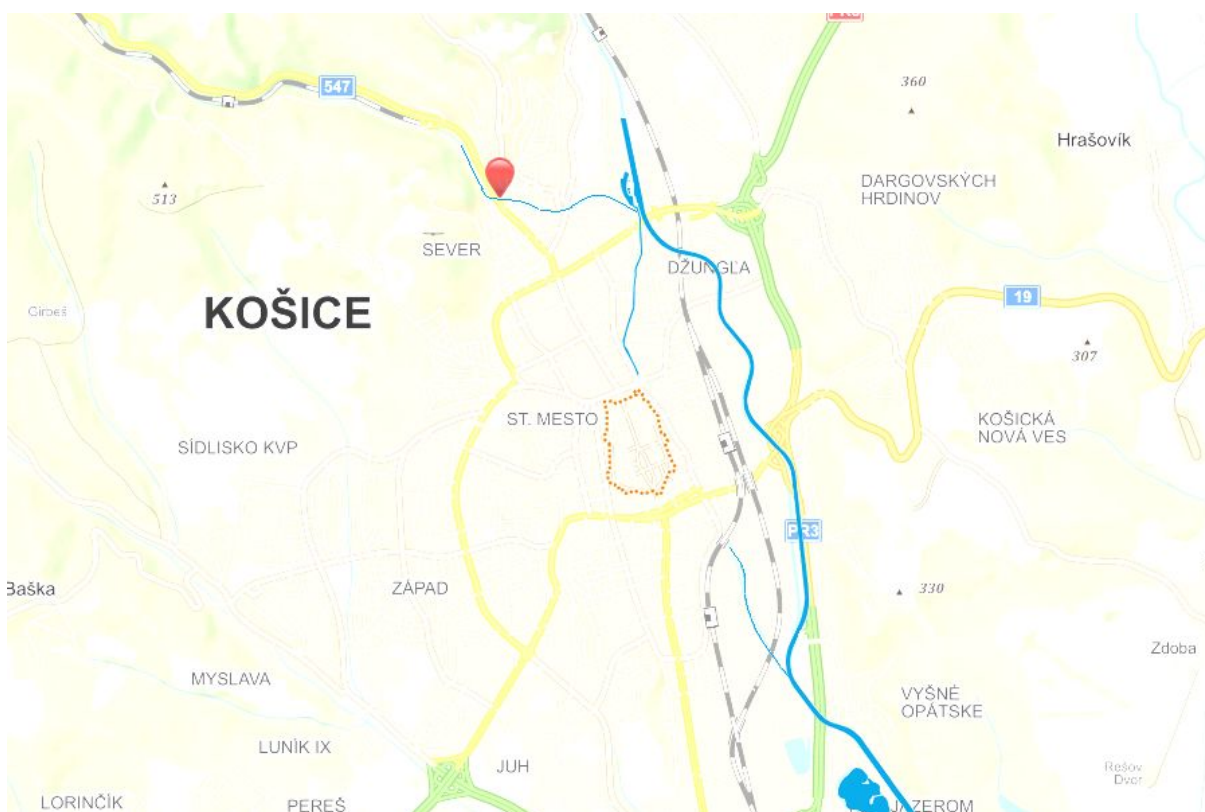 PR3
547
360
Hrašovík
513
DARGOVSKÝCH
HRDINOV
SEVER
DŽUNGĽA
KOŠICE
19
Girbeš
307
ST. MESTO
KOŠICKÁ
NOVÁ VES
SÍDLISKO KVP
PR3
Baška
ZÁPAD
330
Zdoba
MYSLAVA
VYŠNÉ
OPÁTSKE
LUNÍK IX
JUH
Rešov
Dvor
LORINČÍK
PEREŠ
JAZEROM